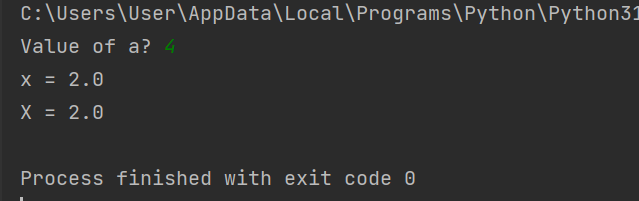 C:\Users\User\AppData\Local\Programs\Python\Python31
Value of a? 4
x = 2.0
X = 2.0
Process finished with exit code 0